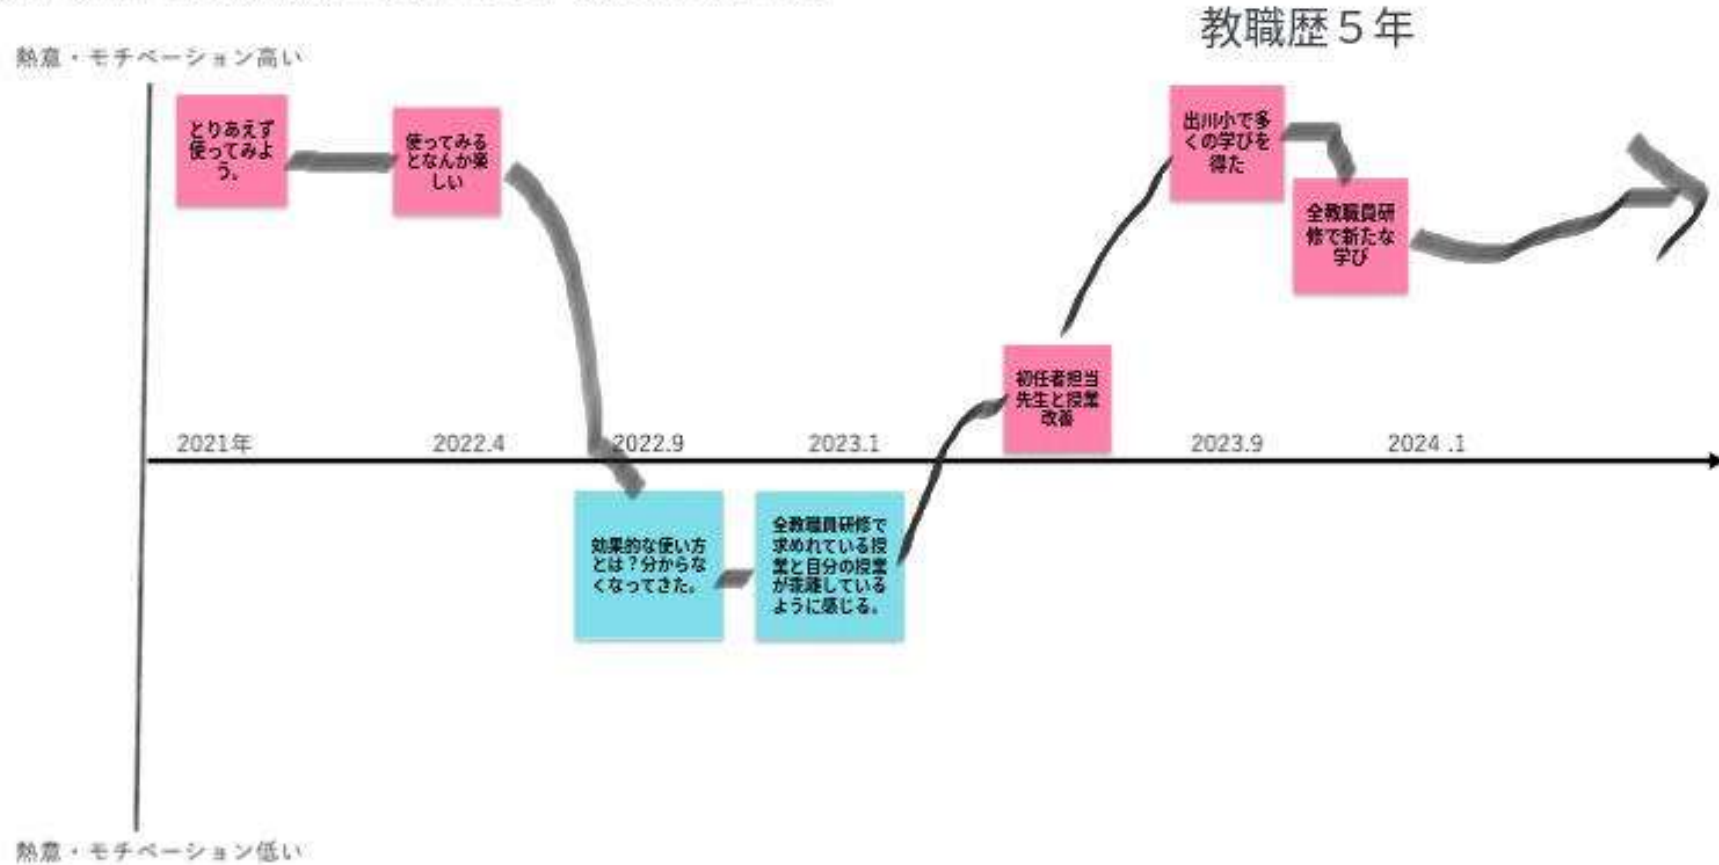 教職歴５年
熱意・モチベーション高い
とりあえず
使ってみよ
う。
使ってみる
となんか楽
しい
出川小で多
くの学びを
得た
全教職員研
修で新たな
学び
初任者担当
先生と授業
改善
2021年
2022.4
2022.9
2023.1
2023.9
2024 .1
効果的な使い方
とは？分からな
くなってきた。
全教職員研修で
求めれている授
業と自分の授業
が乖離している
ように感じる。
熱意・モチベーション低い